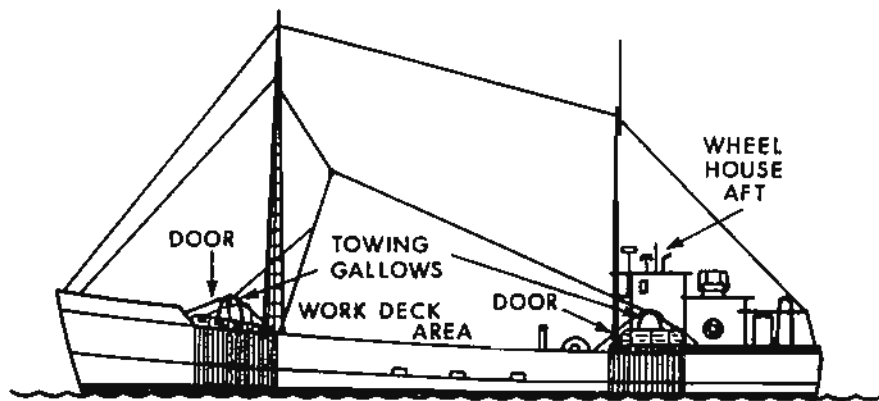 WHEEL
HOUSE
AFT
DOOR
TOWING
GALLOWS
WORK DECK
AREA
DOOR